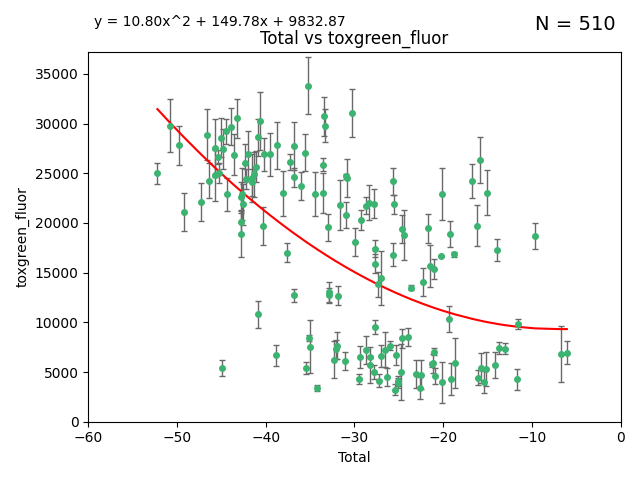 y = 10.80x^2 + 149.78x + 9832.87
N = 510
Total vs toxgreen_fluor
35000
30000
25000
20000
15000
10000
5000
0
toxgreen_fluor
−60 −50 −40 −30 −20 −10 0
Total